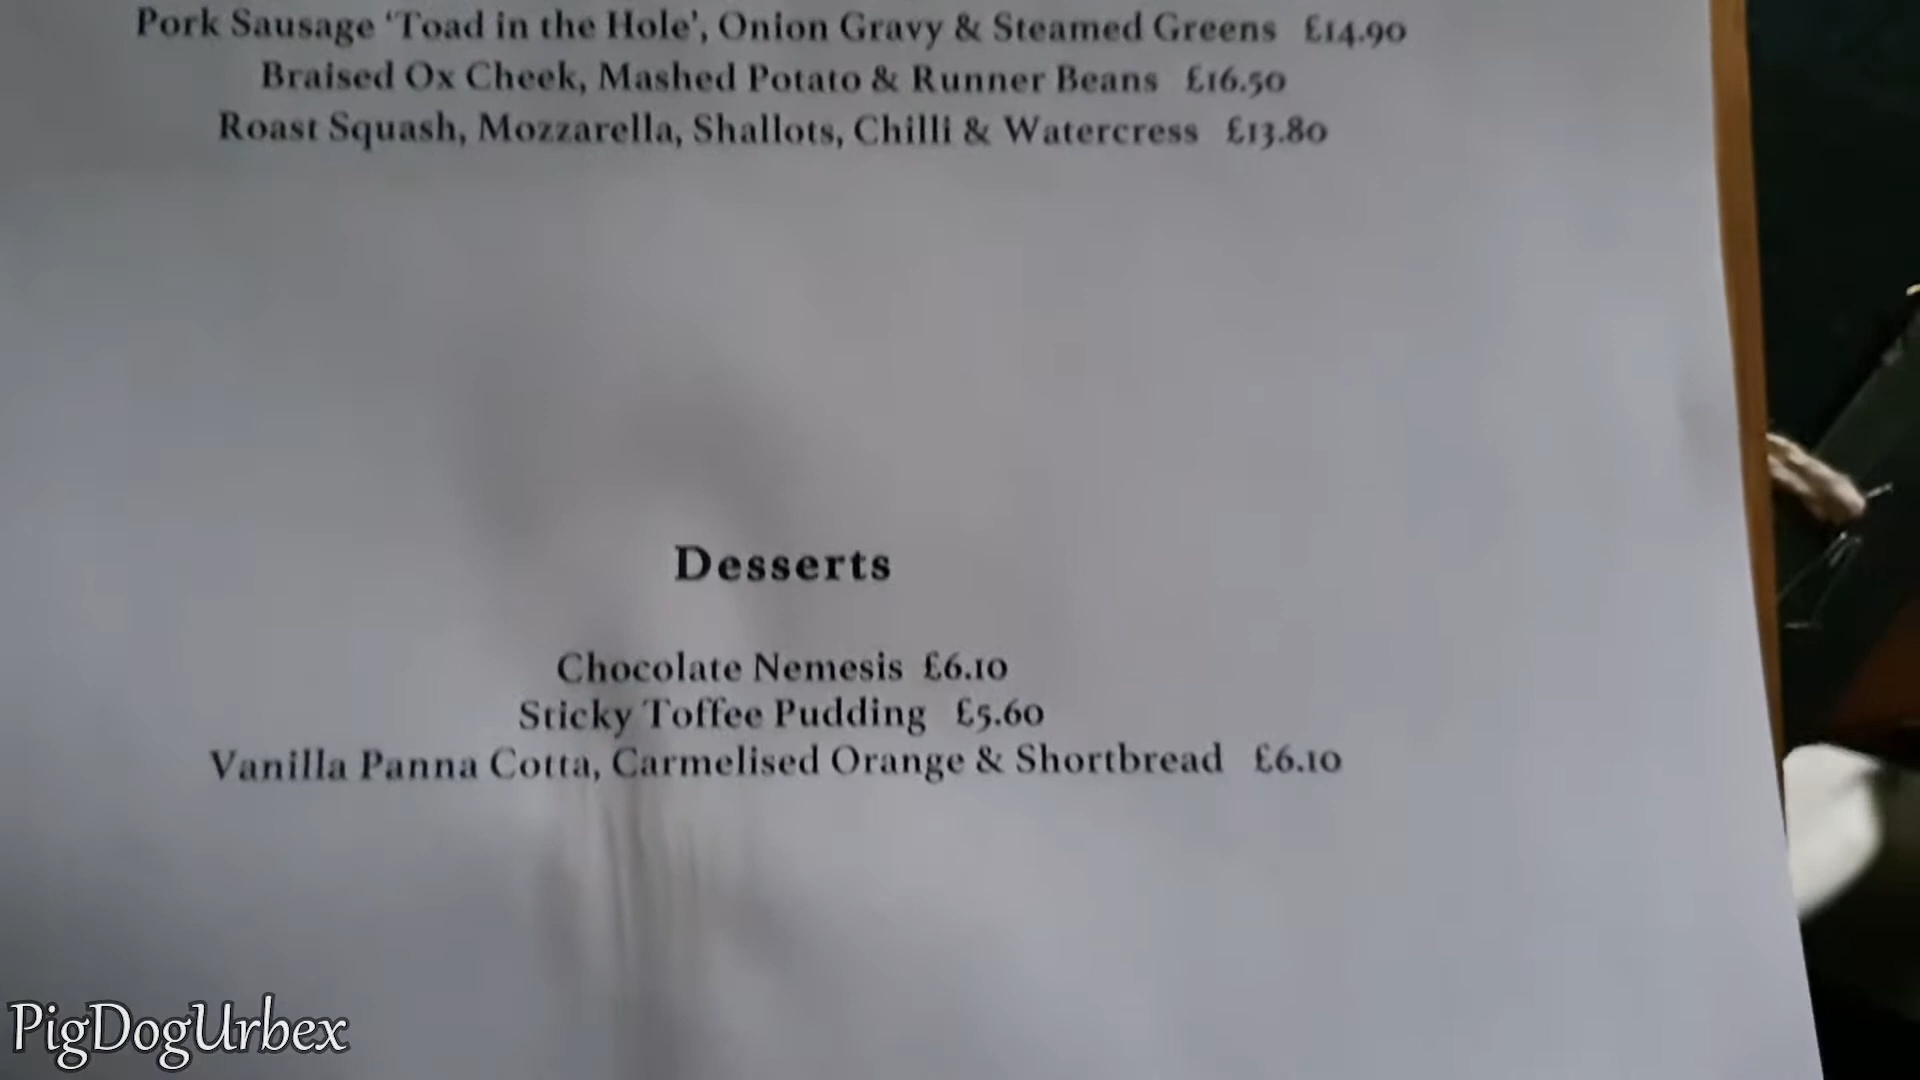 Pork Sausage ‘Toad in the Hole’, Onion Gravy & Steamed Greens £14.90
Braised Ox Cheek, Mashed Potato & Runner Beans £16.50
Roast Squash, Mozzarella, Shallots, Chilli & Watercress £13.80
Desserts
Chocolate Nemesis £6.10
Sticky Toffee Pudding £5.60
Vanilla Panna Cotta, Carmelised Orange & Shortbread £6.10
PigDogUrbex